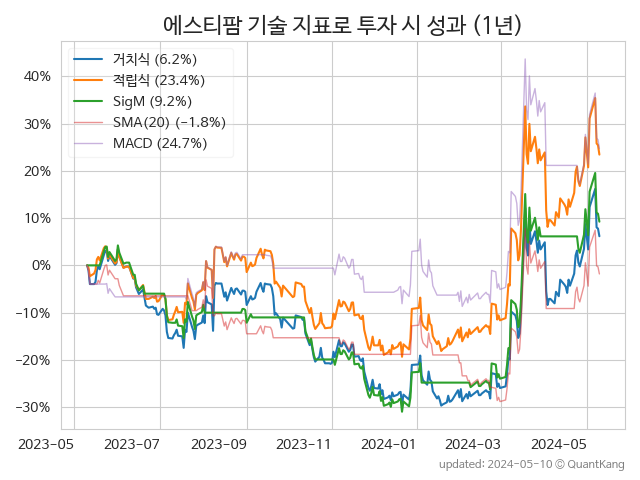 에스티팜 기술 지표로 투자 시 성과 (1년)
거치식 (6.2%)
적립식 (23.4%)
SigM (9.2%)
SMA(20) (−1.8%)
MACD (24.7%)
40%
30%
20%
10%
0%
−10%
−20%
−30%
2023-05 2023-07 2023-09 2023-11 2024-01 2024-03 2024-05
updated: 2024-05-10 © QuantKang